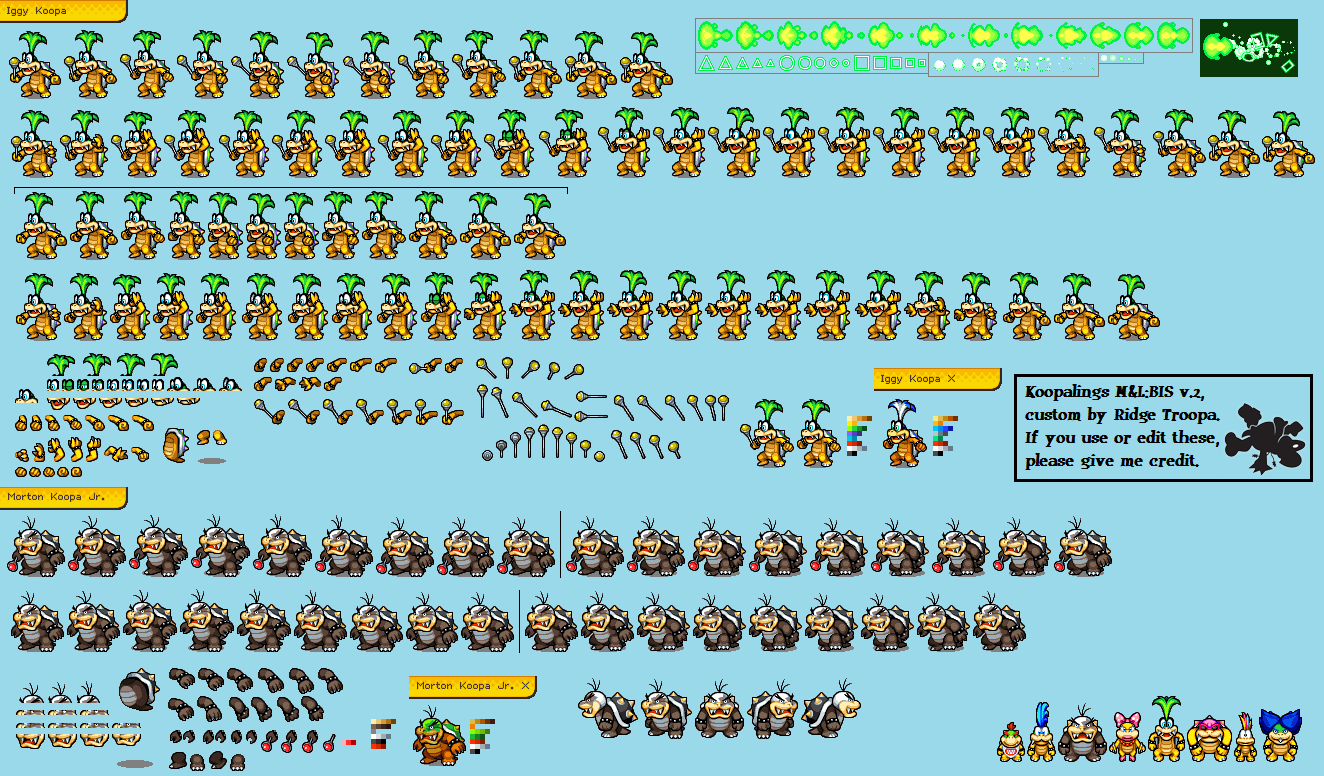 Iggy Koopa
Iggy Koopa X
Koopalings M&L:BIS v.2,
custom by Ridge Troopa.
If you use or edit these,
please give me credit.
Morton Koopa Jr.
Morton Koopa Jr. X